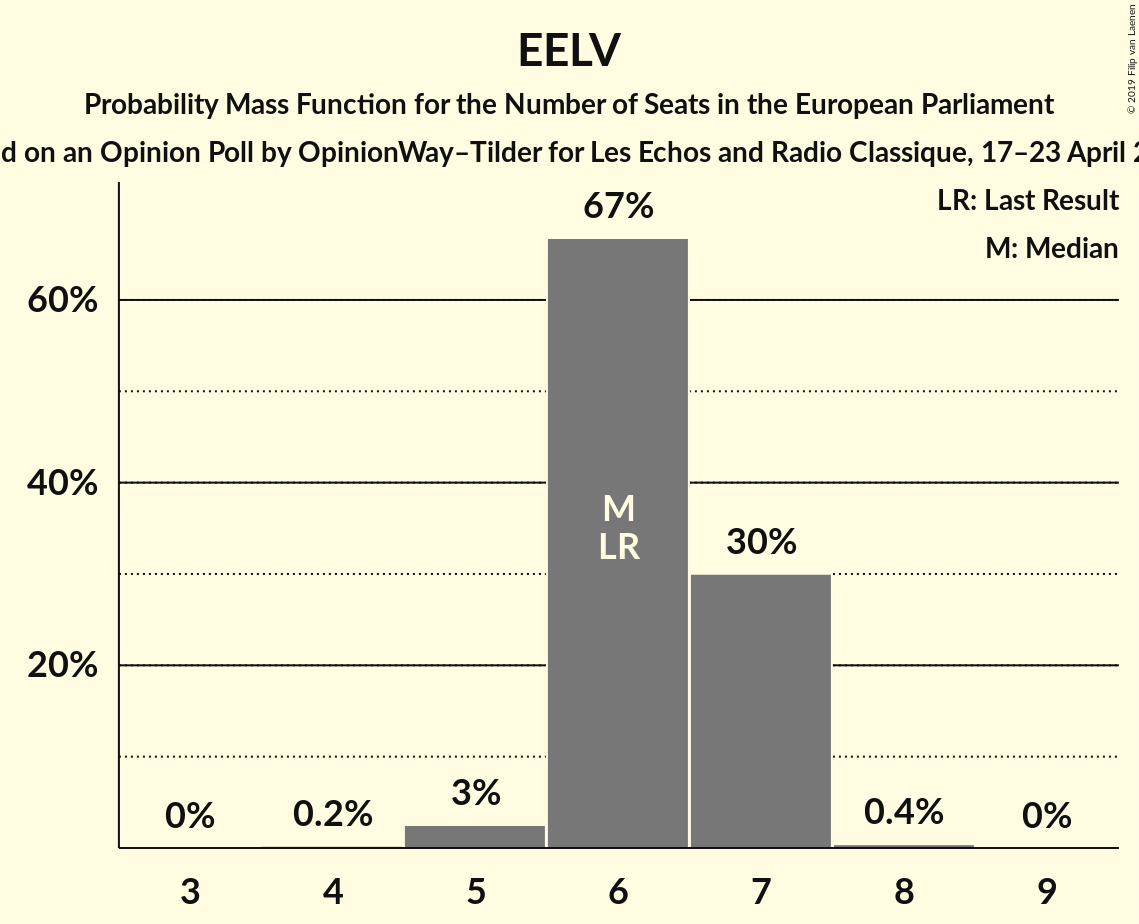 EELV
Probability Mass Function for the Number of Seats in the European Parliament
on an Opinion Poll by OpinionWay–Tilder for Les Echos and Radio Classique, 17–23 April
LR: Last Result
M: Median
67%
60%
M
LR
40%
30%
20%
3%
0%
0.2%
0.4%
0%
3 4 5 6 7 8 9
© 2019 Filip van Laenen